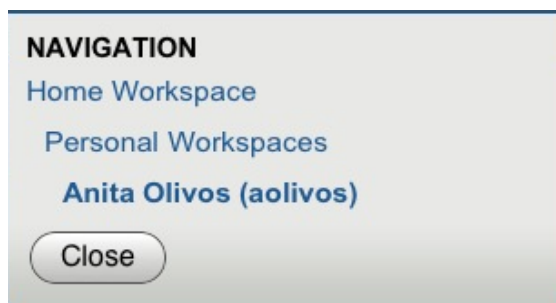 NAVIGATION
Home Workspace
Personal Workspaces
Anita Olivos (aolivos)
Close